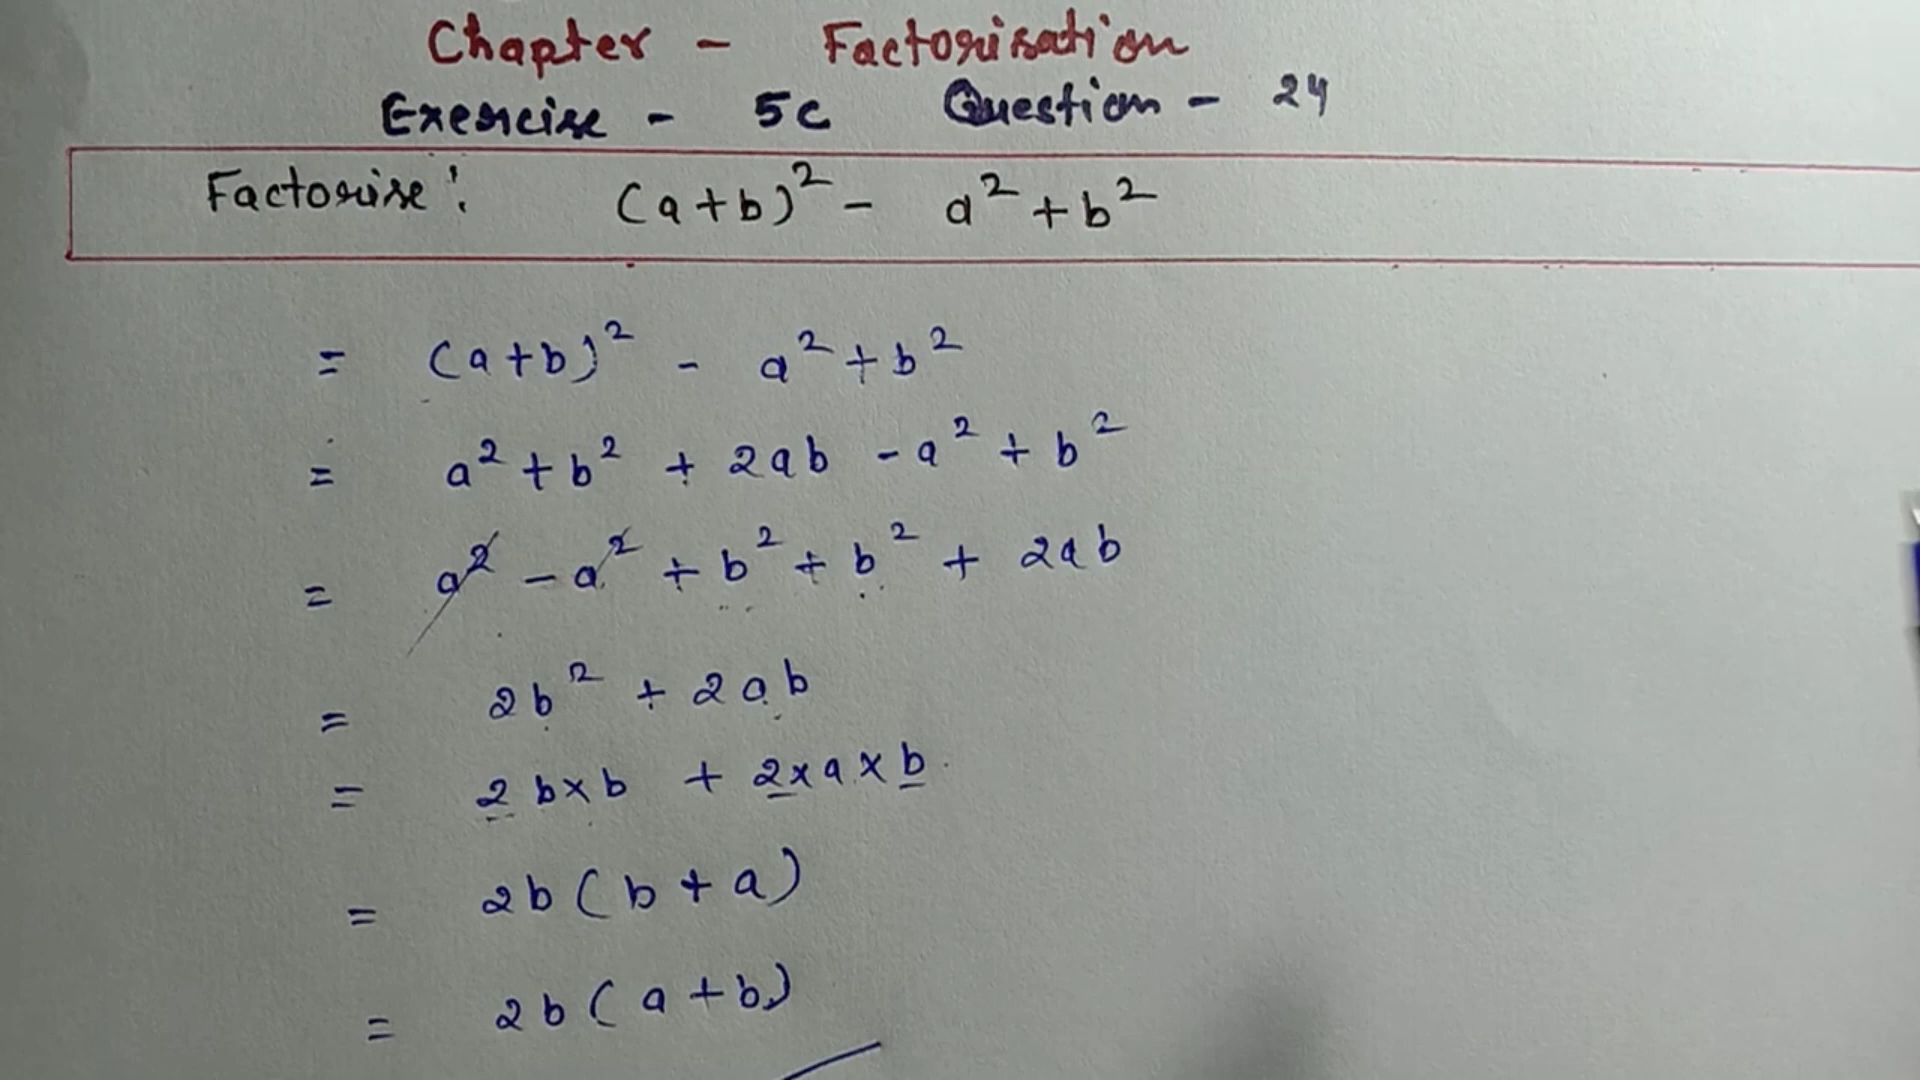 Chapter - Factorisation
Exercise - 5c Question - 24
Factorise: (a+b)² - a² + b²
= (a+b)² - a² + b²
= a² + b² + 2ab - a² + b²
= a² - a² + b² + b² + 2ab
= 2b² + 2ab
= 2b×b + 2×a×b
= 2b(b+a)
= 2b(a+b)